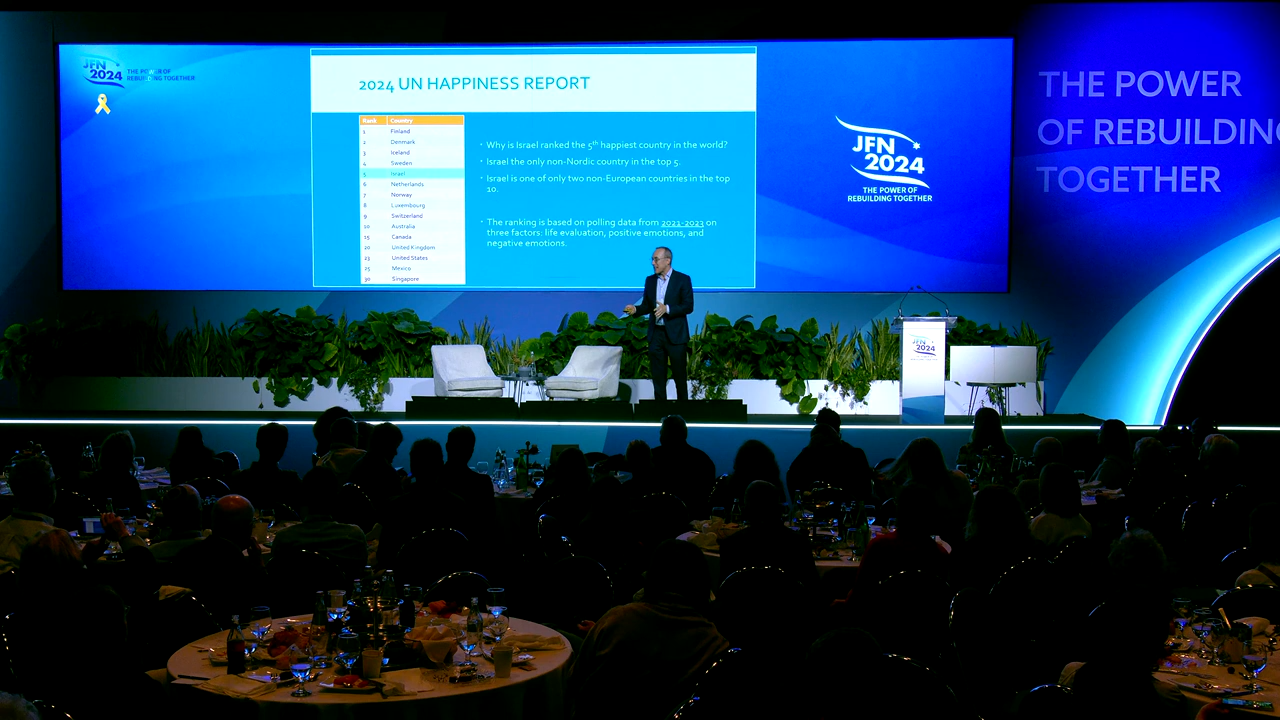 JFN
2024
THE POWER OF
REBUILDING TOGETHER
2024 UN HAPPINESS REPORT
Rank Country
1 Finland
2 Denmark
3 Iceland
4 Sweden
5 Israel
6 Netherlands
7 Norway
8 Luxembourg
9 Switzerland
10 Australia
15 Canada
20 United Kingdom
23 United States
25 Mexico
30 Singapore
• Why is Israel ranked the 5th happiest country in the world?
• Israel the only non-Nordic country in the top 5.
• Israel is one of only two non-European countries in the top
10.
• The ranking is based on polling data from 2021-2023 on
three factors: life evaluation, positive emotions, and
negative emotions.
JFN
2024
THE POWER OF
REBUILDING TOGETHER
THE POWER
OF REBUILDIN
TOGETHER
JFN
2024